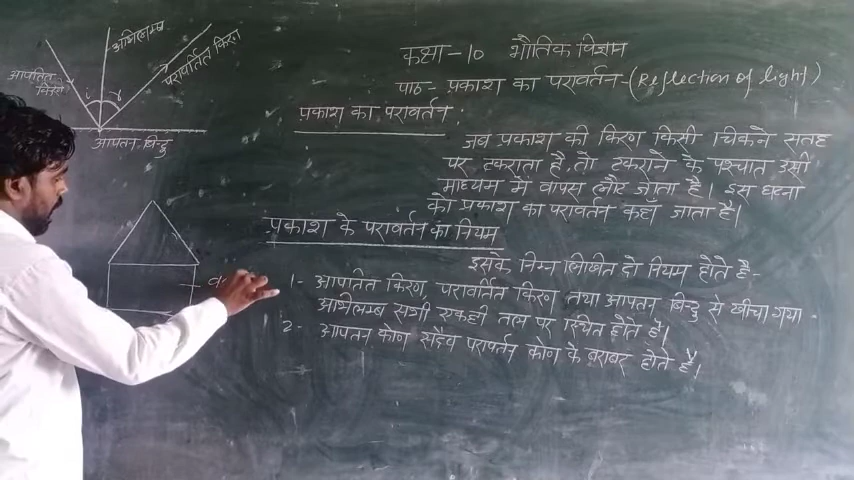 अभिलम्ब
परावर्तित किरण
आपतित
किरण
i r
आपतन बिन्दु
कक्षा-10 भौतिक विज्ञान
पाठ- प्रकाश का परावर्तन-(Reflection of light)
प्रकाश का परावर्तन:
जब प्रकाश की किरण किसी चिकने सतह
पर टकराता है, तो टकराने के पश्चात उसी
माध्यम में वापस लौट जाता है। इस घटना
को प्रकाश का परावर्तन कहाँ जाता है।
प्रकाश के परावर्तन का नियम
इसके निम्न लिखित दो नियम होते है-
1- आपतित किरण, परावर्तित किरण तथा आपतन बिन्दु से खीचा गया
अभिलम्ब सभी एकही तल पर स्थित होते है।
2- आपतन कोण सदैव परावर्तन कोण के बराबर होते है।